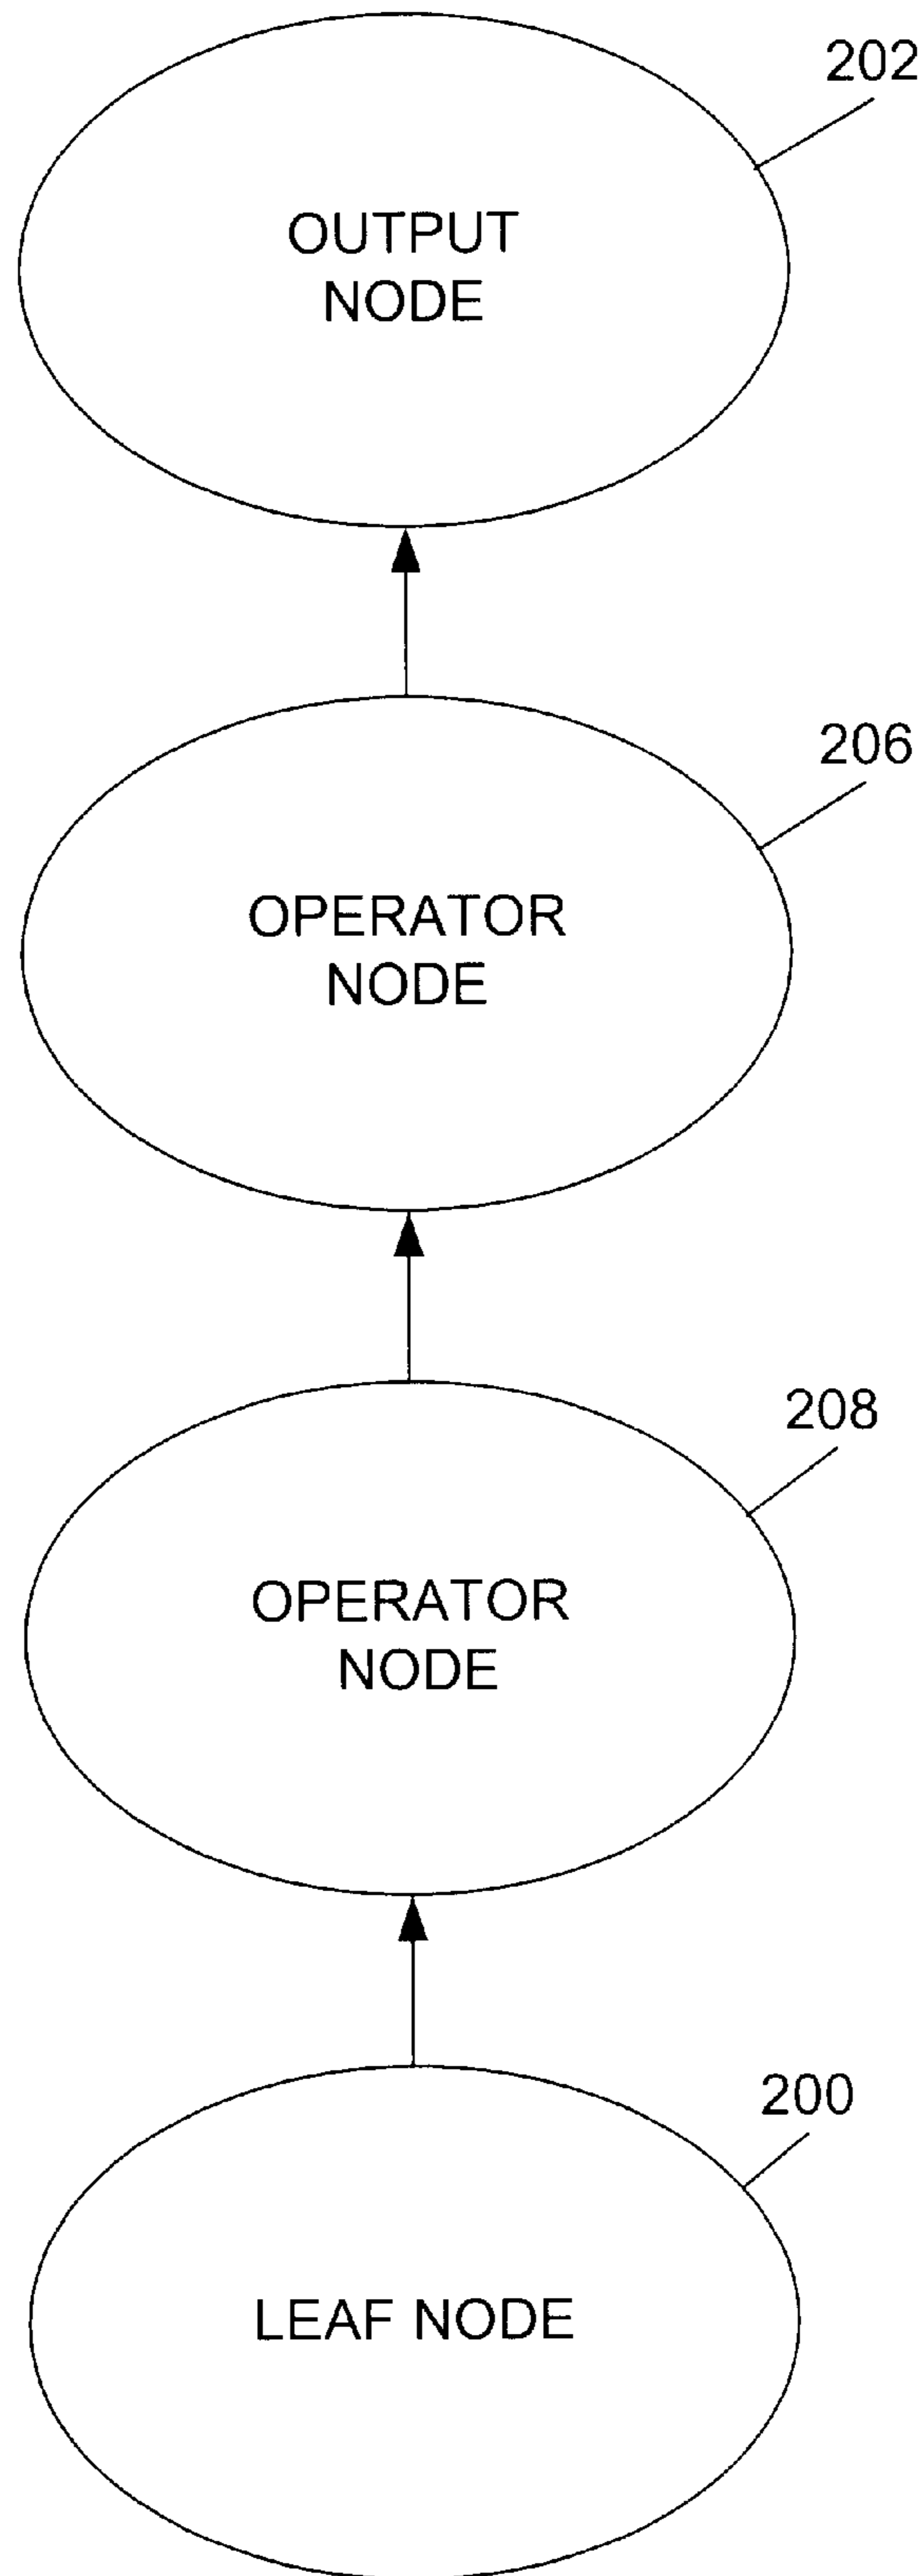 202
OUTPUT
NODE
206
OPERATOR
NODE
208
OPERATOR
NODE
200
LEAF NODE